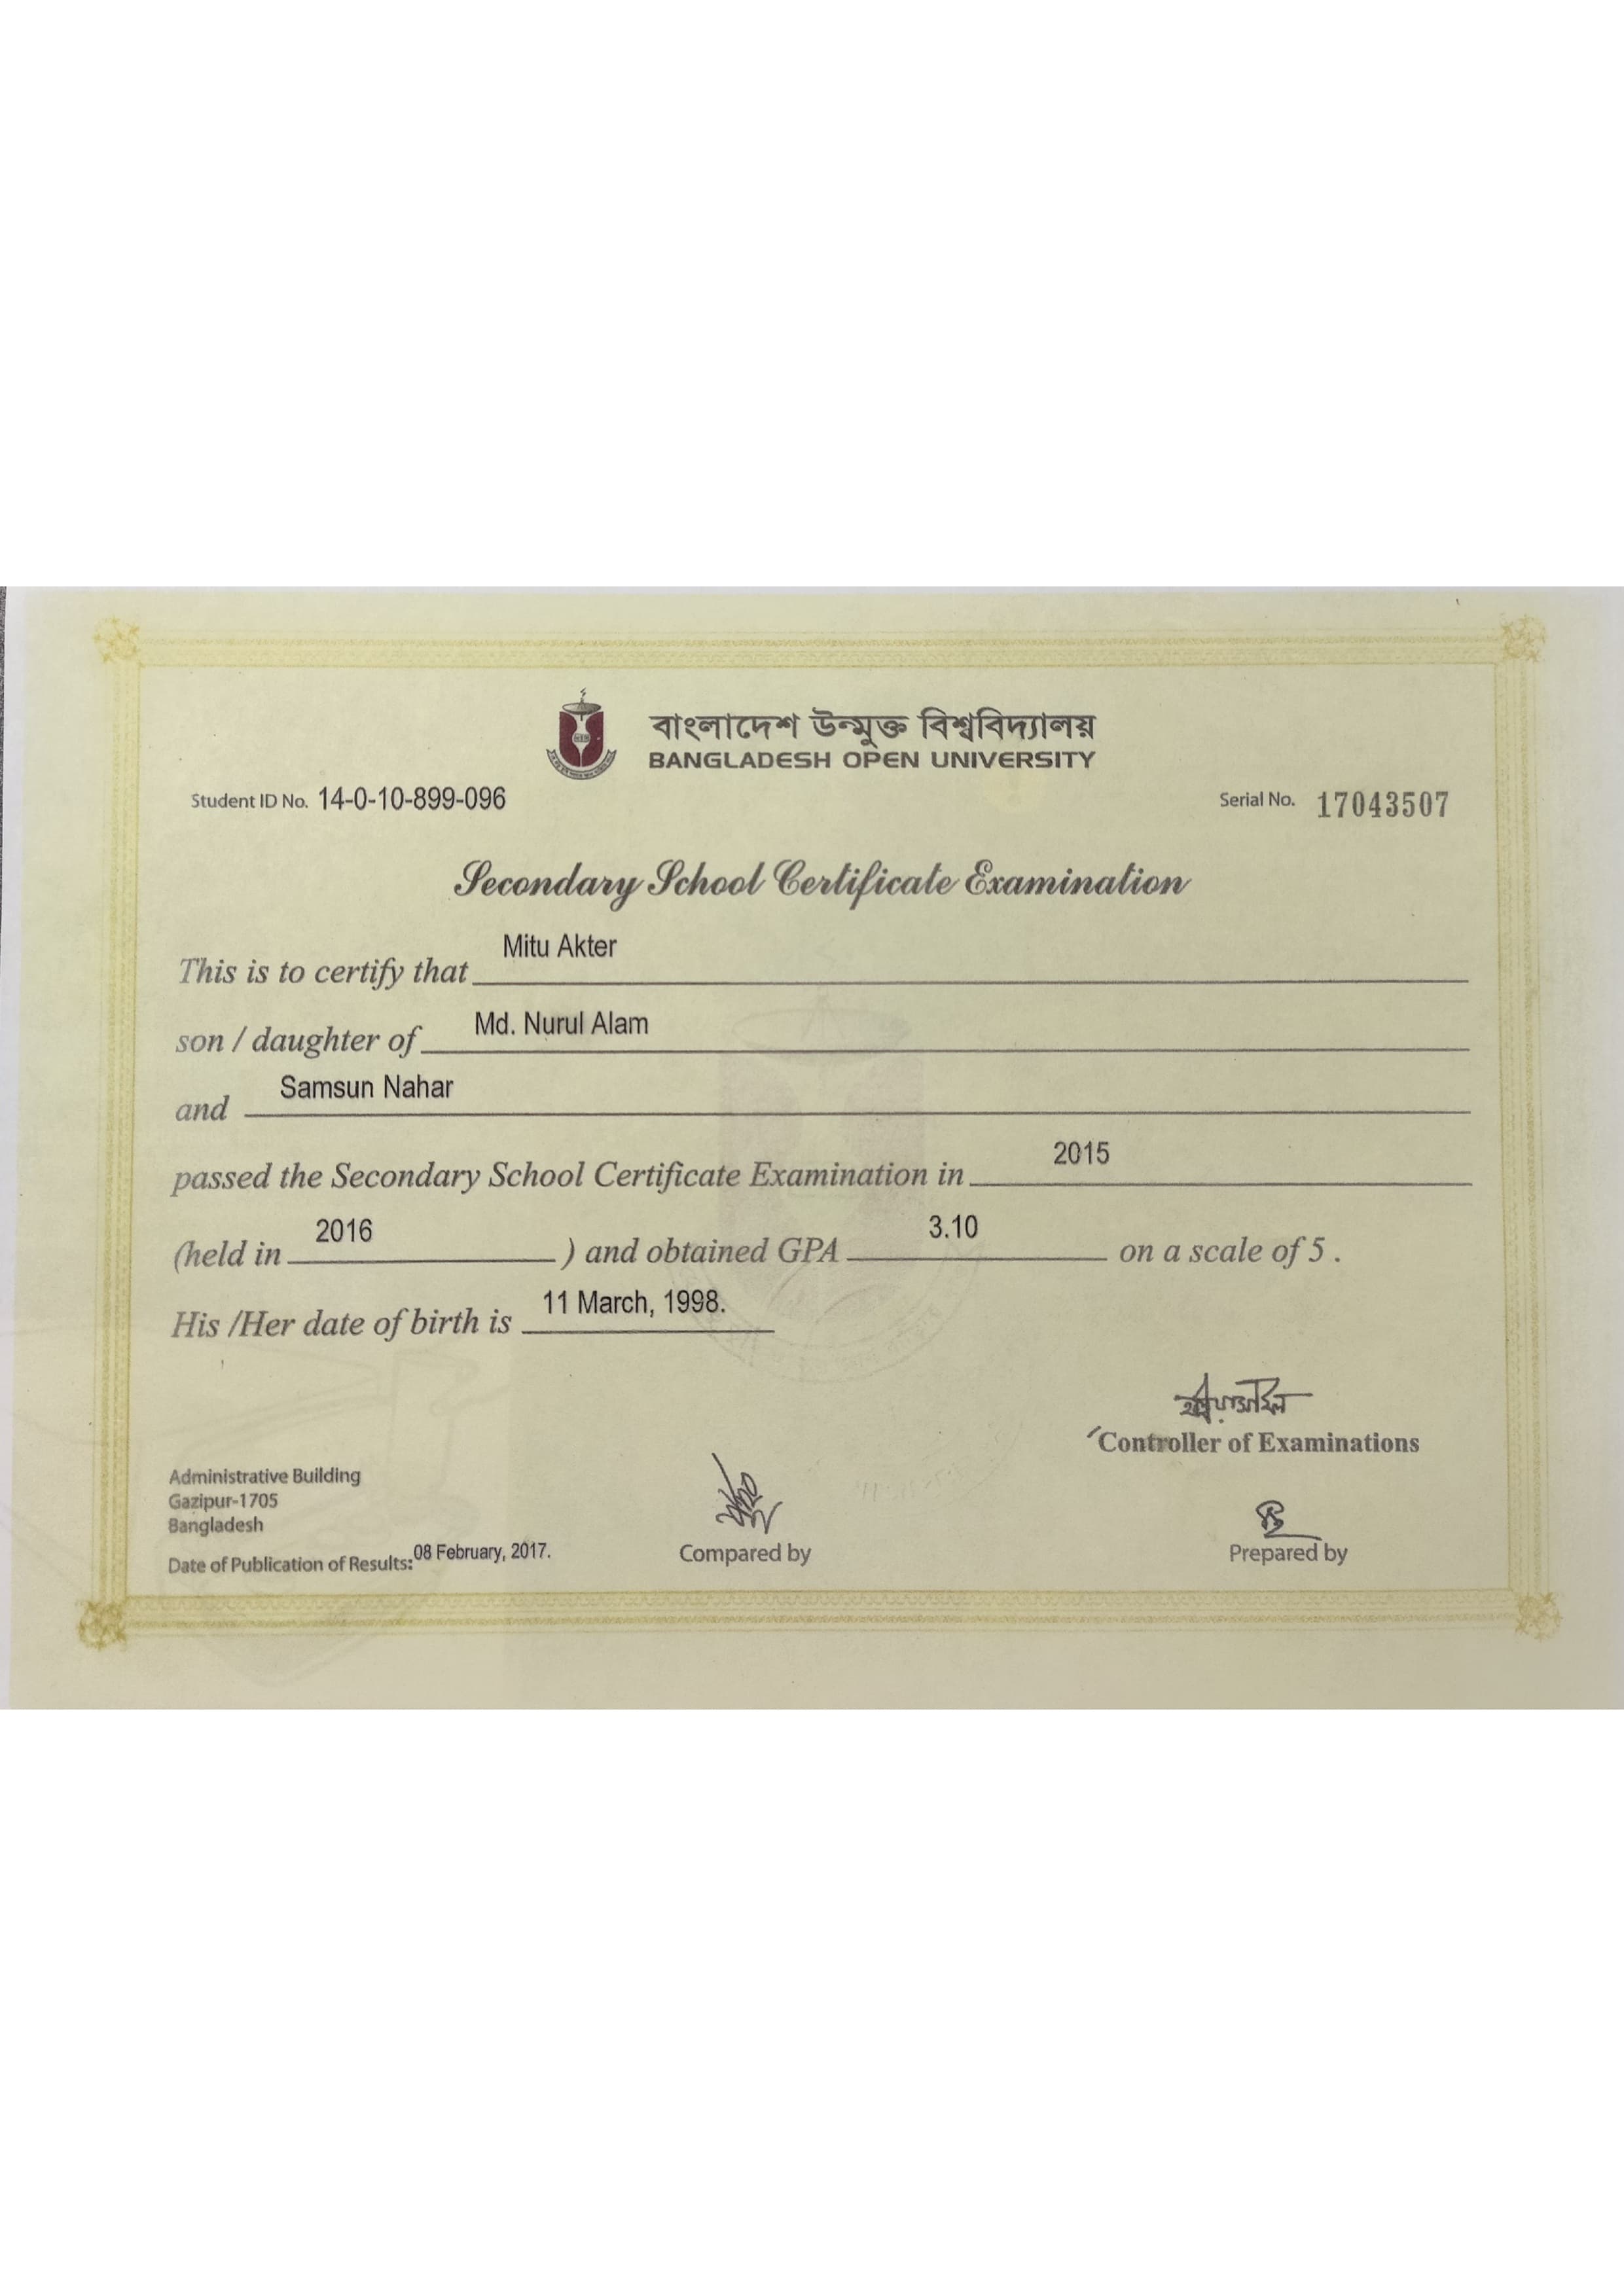 বাংলাদেশ উন্মুক্ত বিশ্ববিদ্যালয়
BANGLADESH OPEN UNIVERSITY
Student ID No. 14-0-10-899-096
Serial No. 17043507
Secondary School Certificate Examination
This is to certify that Mitu Akter
son / daughter of Md. Nurul Alam
and Samsun Nahar
passed the Secondary School Certificate Examination in 2015
(held in 2016 ) and obtained GPA 3.10 on a scale of 5 .
His /Her date of birth is 11 March, 1998.
Controller of Examinations
Administrative Building
Gazipur-1705
Bangladesh
Date of Publication of Results: 08 February, 2017.
Compared by
Prepared by